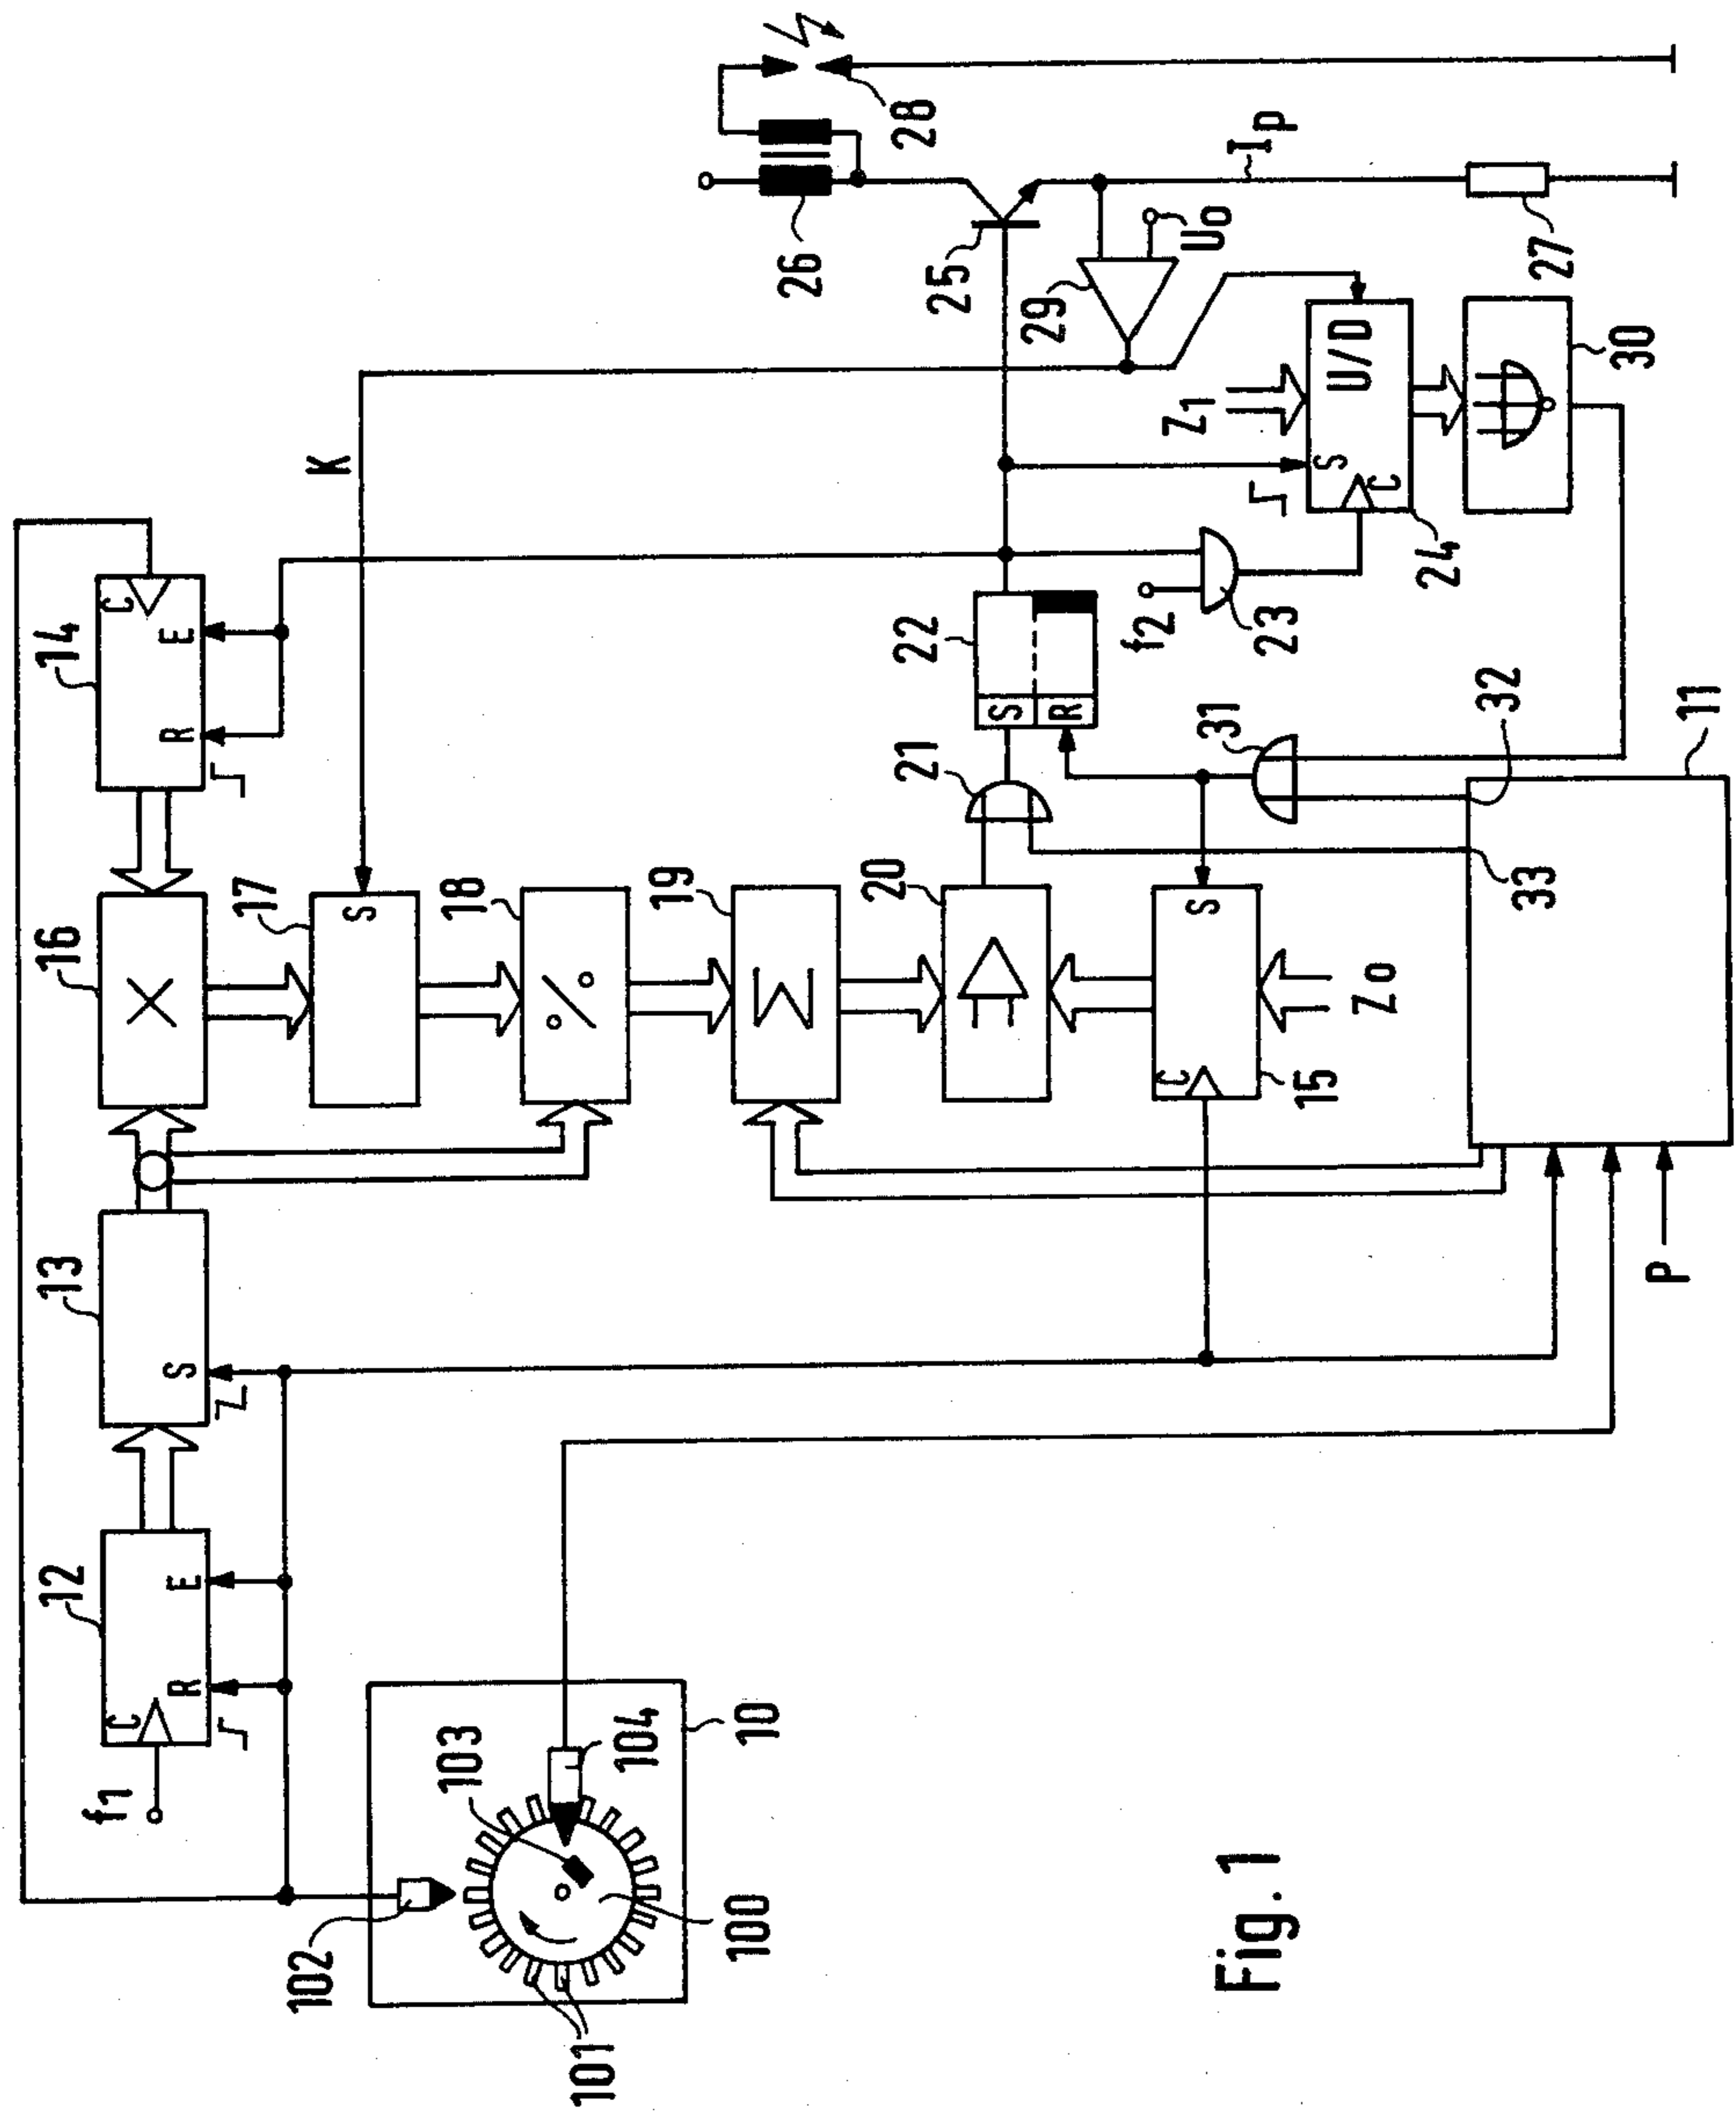 f1
C
R
E
12
S
13
16
X
14
R
E
C
K
17
S
18
%
19
Σ
20
21
S
R
22
25
26
28
29
U0
IP
27
Z1
S
U/D
C
24
30
f2
23
31
32
33
11
C
S
15
Z0
P
102
103
104
10
100
101
Fig. 1